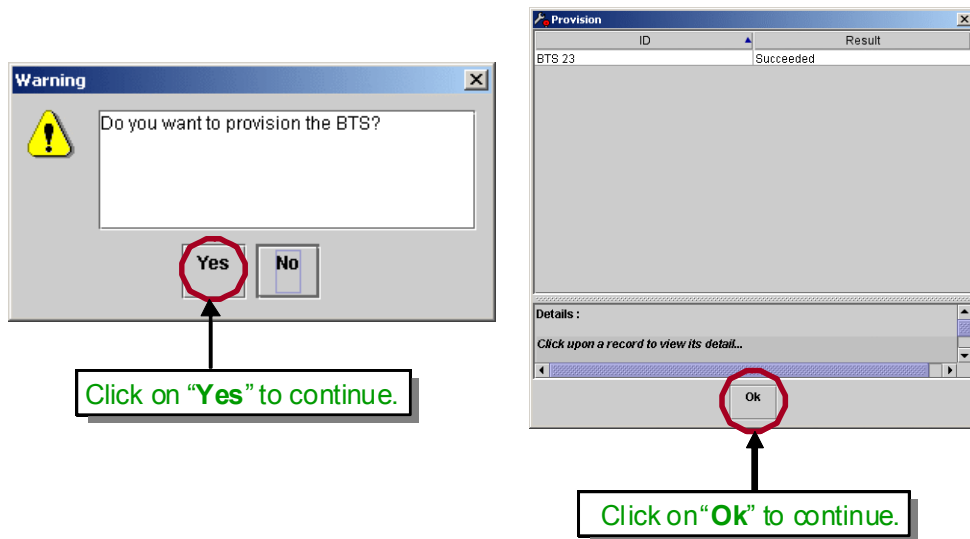 Warning
Do you want to provision the BTS?
Yes No
Click on “Yes” to continue.
Provision
ID Result
BTS 23 Succeeded
Details :
Click upon a record to view its detail...
Ok
Click on “Ok” to continue.